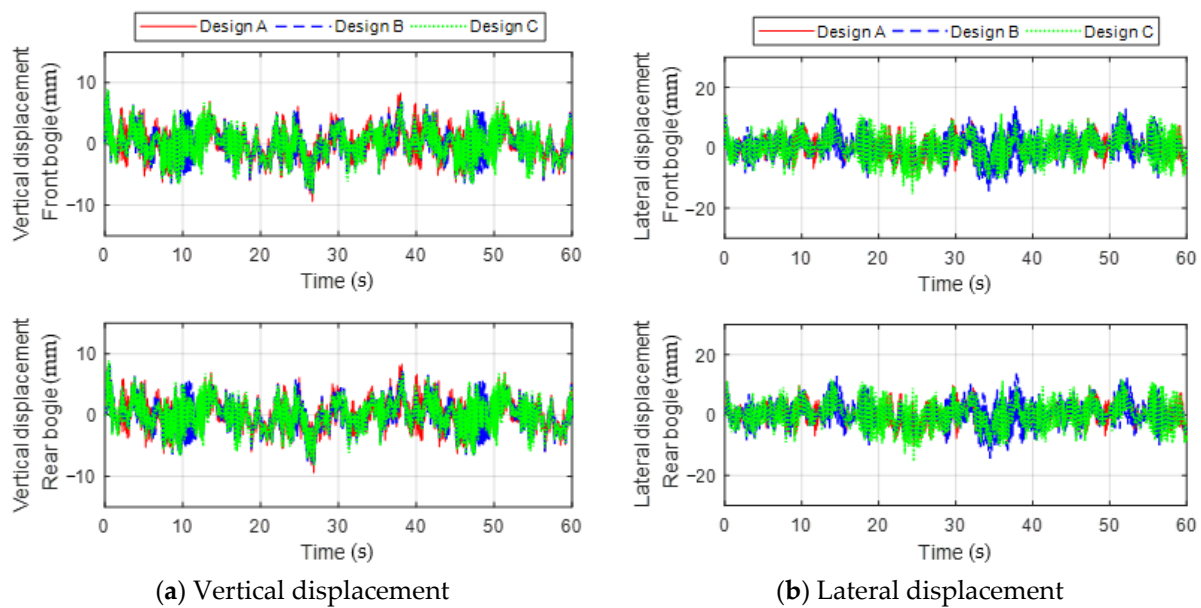 Design A Design B Design C
Vertical displacement
Front bogie(mm)
10
0
−10
0 10 20 30 40 50 60
Time (s)
Vertical displacement
Rear bogie(mm)
10
0
−10
0 10 20 30 40 50 60
Time (s)
(a) Vertical displacement
Design A Design B Design C
Lateral displacement
Front bogie(mm)
20
0
−20
0 10 20 30 40 50 60
Time (s)
Lateral displacement
Rear bogie(mm)
20
0
−20
0 10 20 30 40 50 60
Time (s)
(b) Lateral displacement